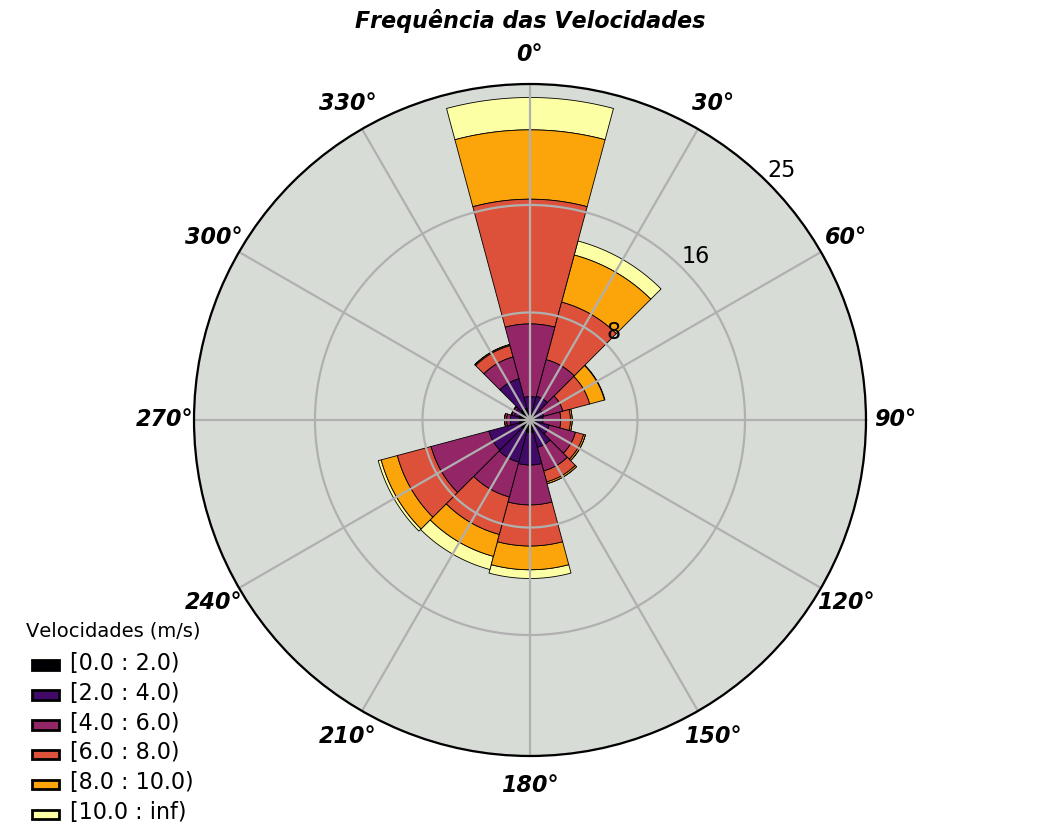 Frequência das Velocidades
0°
330°
30°
25
300°
60°
16
8
270°
90°
240°
120°
210°
150°
180°
Velocidades (m/s)
[0.0 : 2.0)
[2.0 : 4.0)
[4.0 : 6.0)
[6.0 : 8.0)
[8.0 : 10.0)
[10.0 : inf)